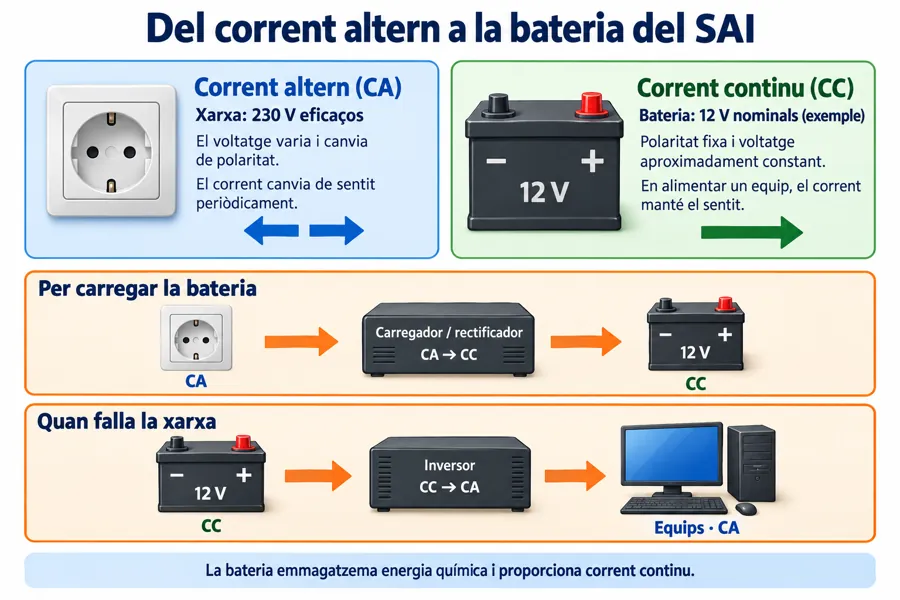 Del corrent altern a la bateria del SAI
Corrent altern (CA)
Xarxa: 230 V eficaços
El voltatge varia i canvia
de polaritat.
El corrent canvia de sentit
periòdicament.
Corrent continu (CC)
Bateria: 12 V nominals (exemple)
Polaritat fixa i voltatge
aproximadament constant.
En alimentar un equip, el corrent
manté el sentit.
− +
12 V
Per carregar la bateria
CA
Carregador / rectificador
CA → CC
− +
12 V
CC
Quan falla la xarxa
− +
12 V
CC
Inversor
CC → CA
Equips · CA
La bateria emmagatzema energia química i proporciona corrent continu.